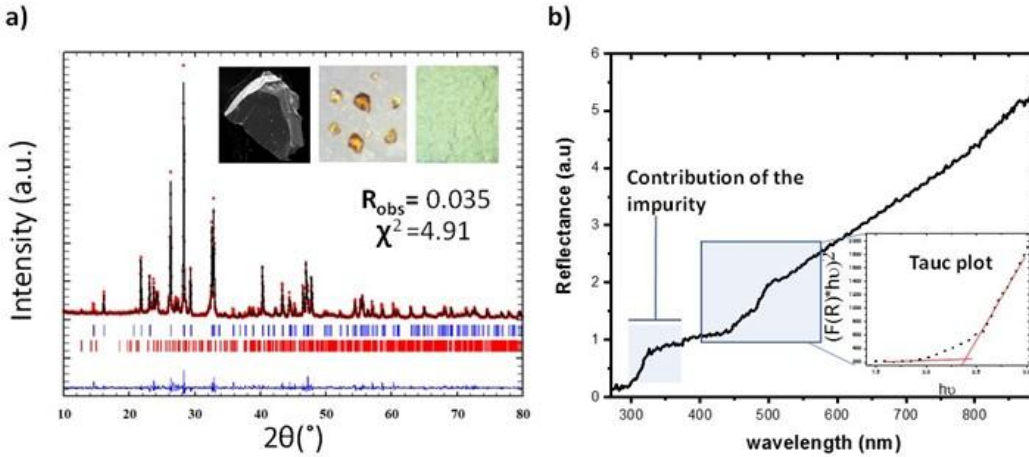 a)
Intensity (a.u.)
R_obs= 0.035
χ² =4.91
10 20 30 40 50 60 70 80
2θ(°)
b)
Reflectance (a.u)
6
5
4
3
2
1
0
Contribution of the
impurity
Tauc plot
(F(R)*hυ)²
hυ
300 400 500 600 700 800
wavelength (nm)